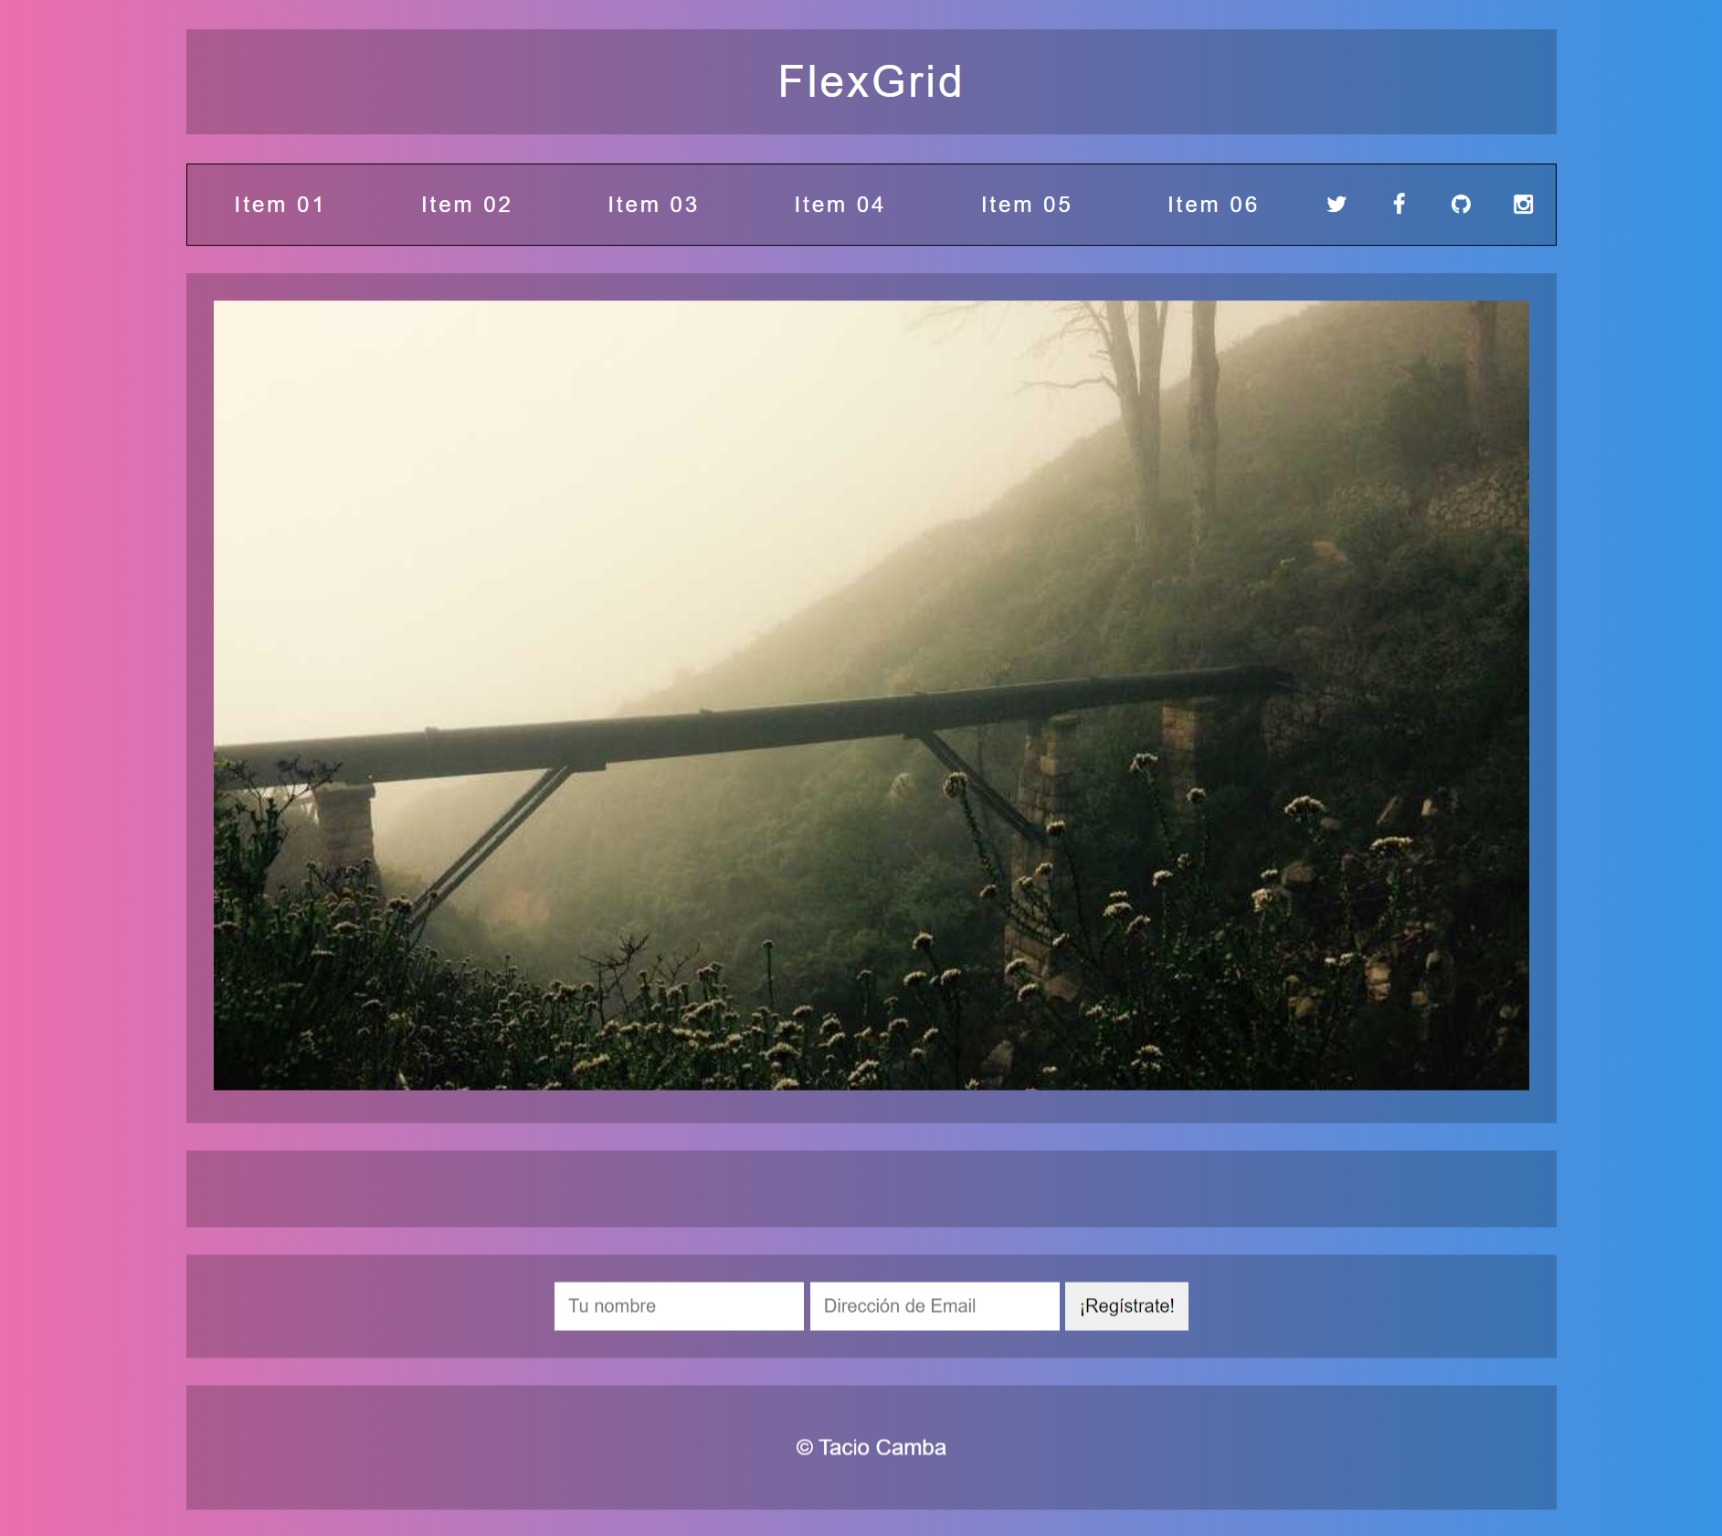 FlexGrid
Item 01 Item 02 Item 03 Item 04 Item 05 Item 06
Tu nombre Dirección de Email ¡Regístrate!
© Tacio Camba